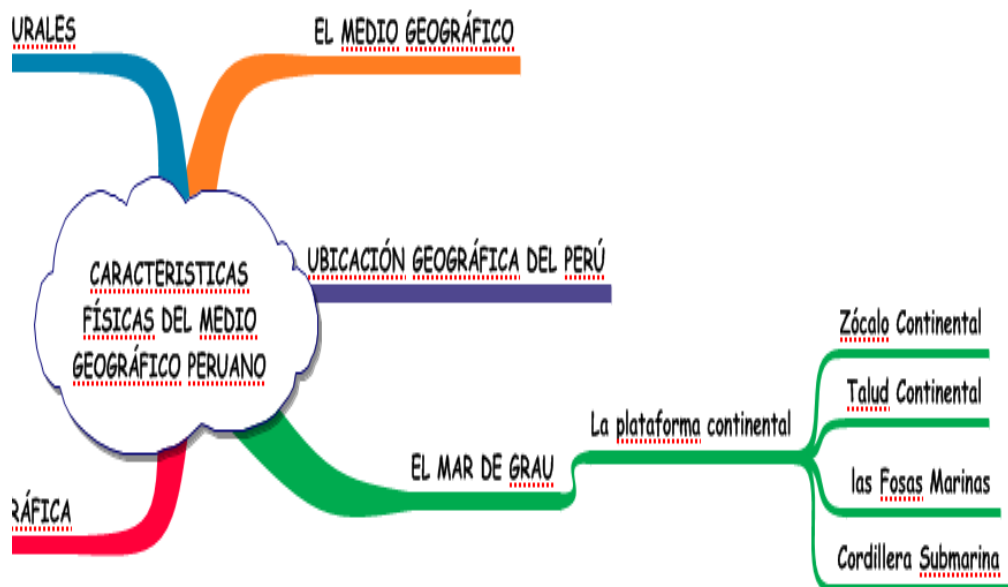 URALES
EL MEDIO GEOGRÁFICO
CARACTERISTICAS
FÍSICAS DEL MEDIO
GEOGRÁFICO PERUANO
UBICACIÓN GEOGRÁFICA DEL PERÚ
EL MAR DE GRAU
La plataforma continental
Zócalo Continental
Talud Continental
las Fosas Marinas
Cordillera Submarina
RÁFICA